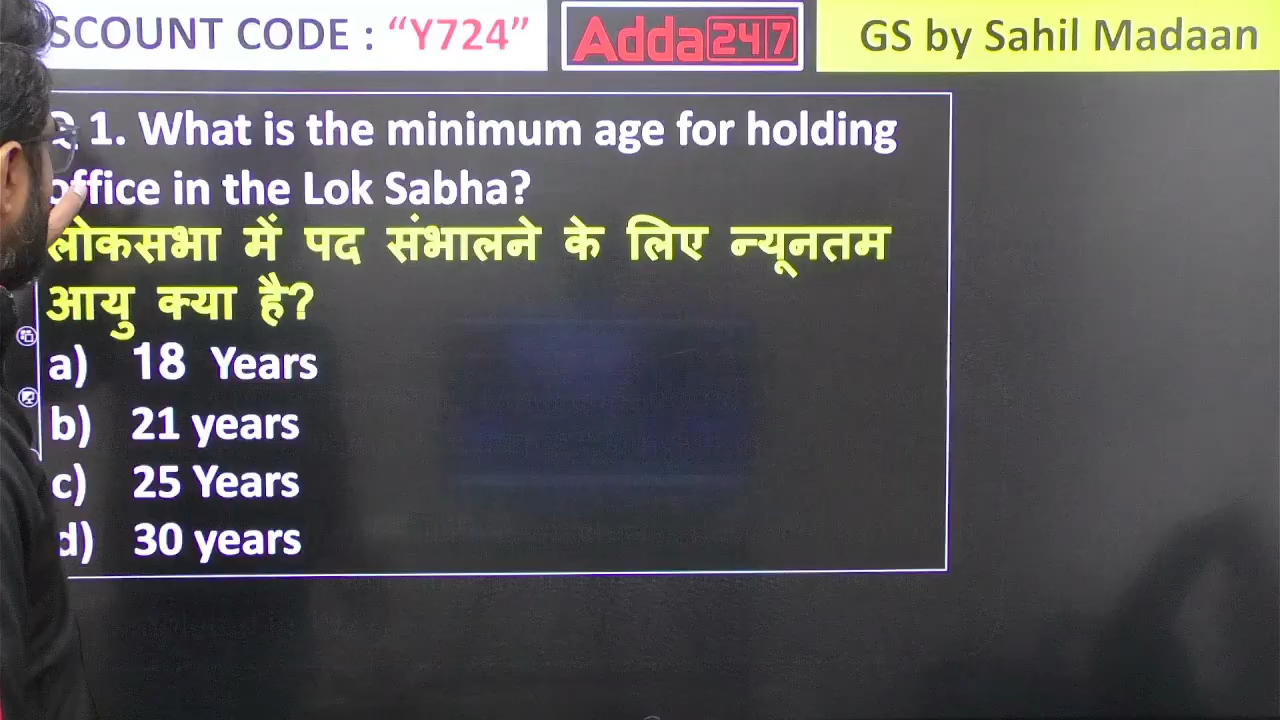 SCOUNT CODE : “Y724”
Adda247
GS by Sahil Madaan
Q 1. What is the minimum age for holding
office in the Lok Sabha?
लोकसभा में पद संभालने के लिए न्यूनतम
आयु क्या है?
a) 18 Years
b) 21 years
c) 25 Years
d) 30 years